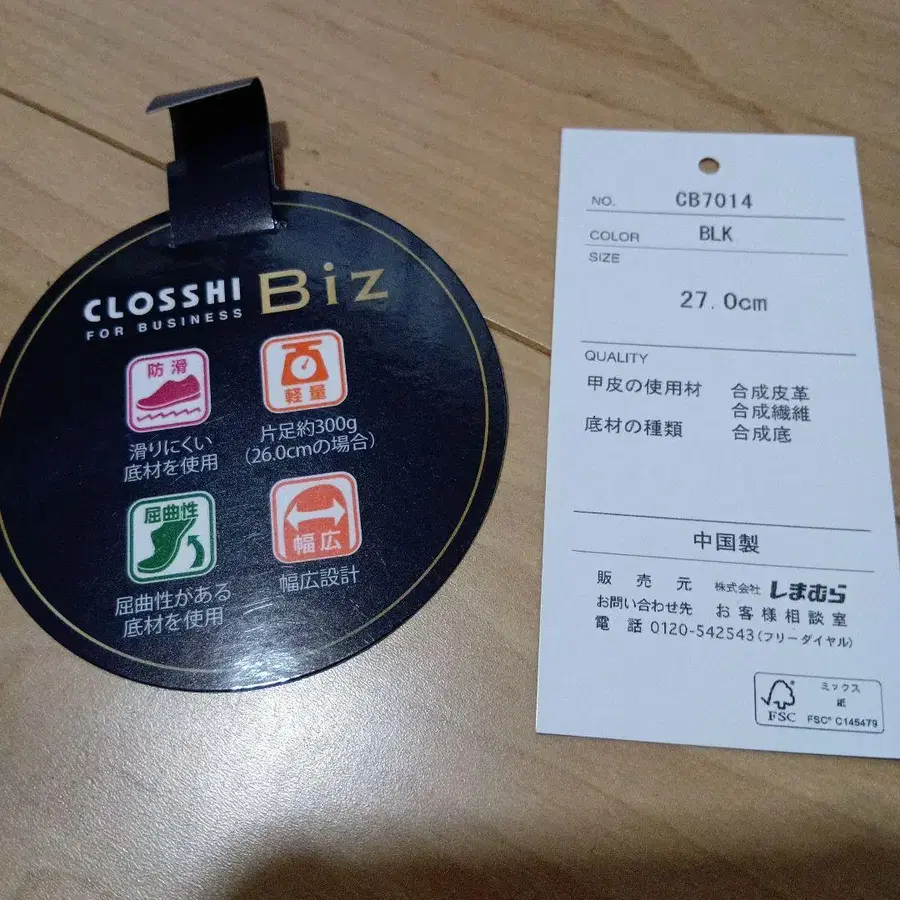 CLOSSHI Biz
FOR BUSINESS
防滑
滑りにくい
底材を使用
軽量
片足約300g
(26.0cmの場合)
屈曲性
屈曲性がある
底材を使用
幅広
幅広設計
NO. CB7014
COLOR BLK
SIZE
27.0cm
QUALITY
甲皮の使用材 合成皮革
合成繊維
底材の種類 合成底
中国製
販売元 株式会社 しまむら
お問い合わせ先 お客様相談室
電話 0120-542543(フリーダイヤル)
FSC
ミックス
紙
FSC® C145479